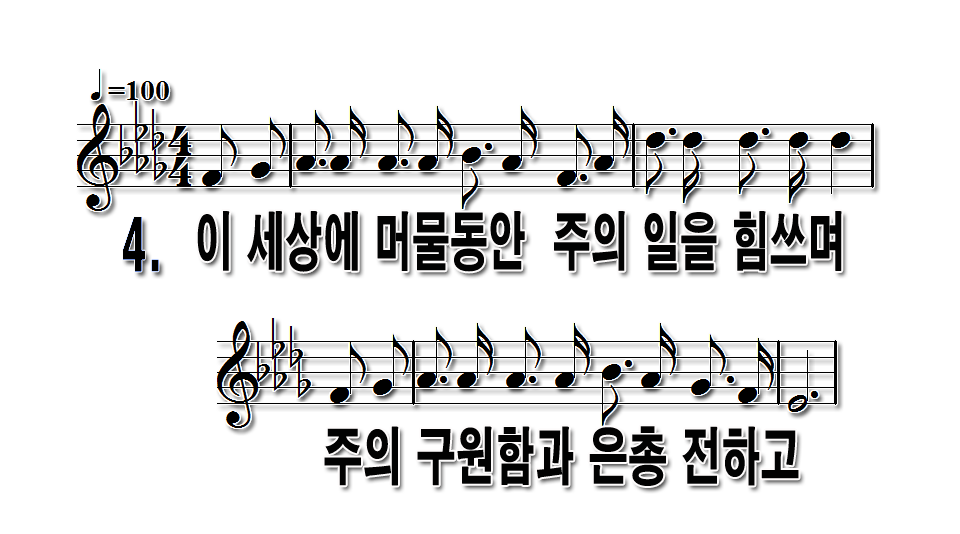 ♩=100
4. 이 세상에 머물동안 주의 일을 힘쓰며
주의 구원함과 은총 전하고